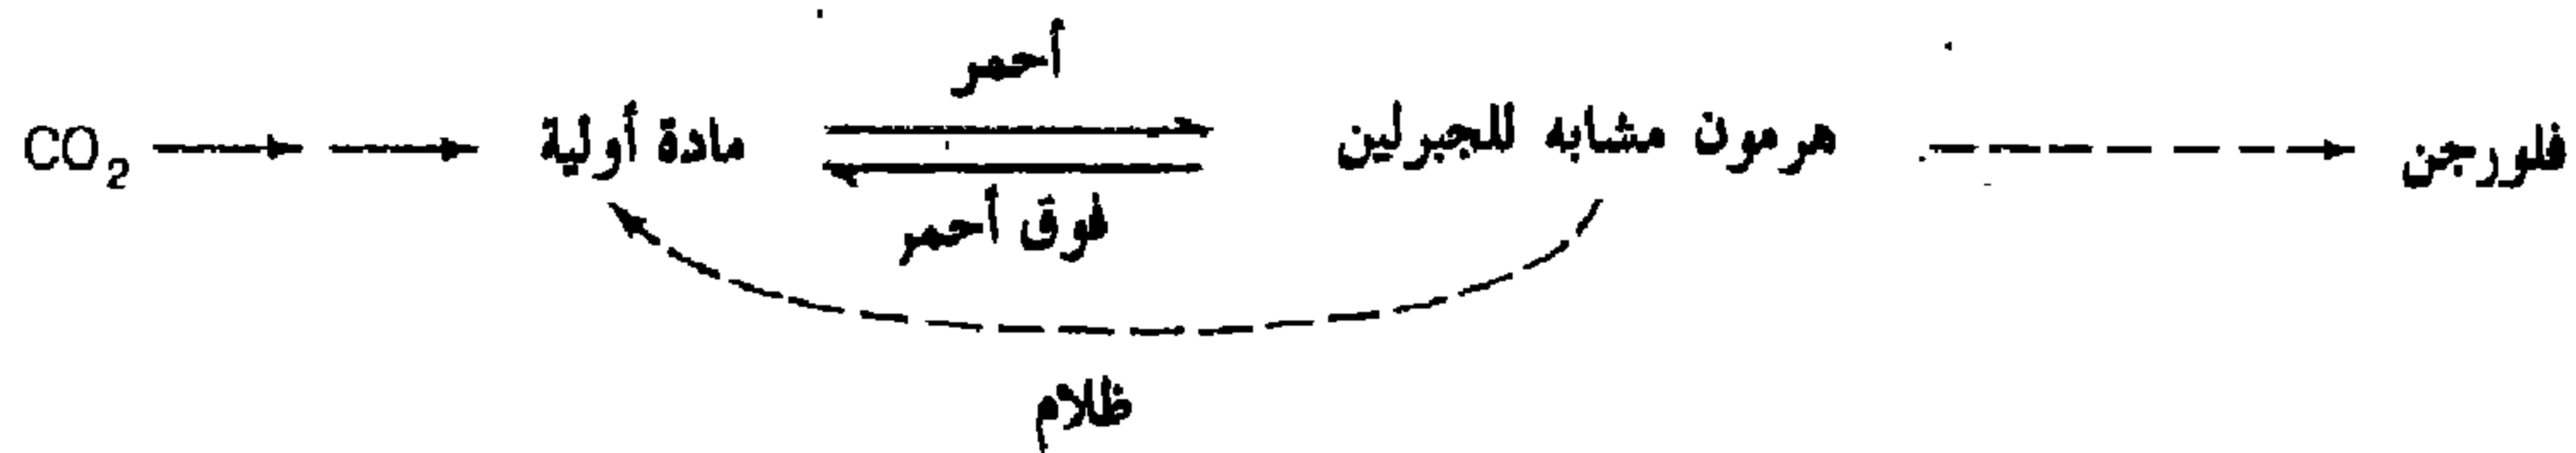 أحمر
CO₂ مادة أولية هرمون مشابه للجبرلين فلورجن
فوق أحمر
ظلام